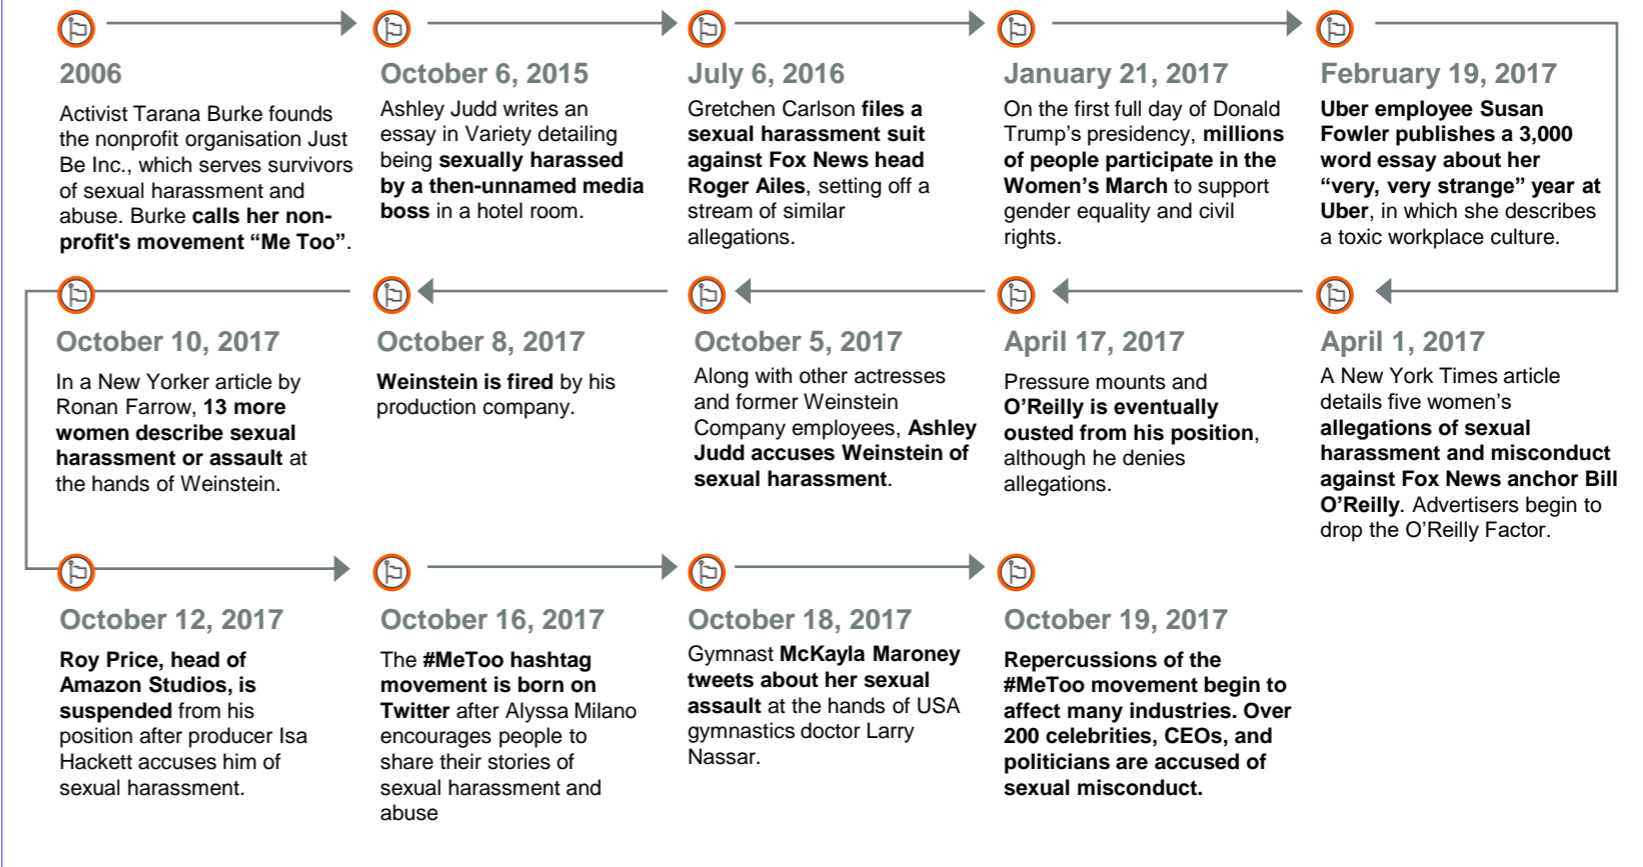 2006
Activist Tarana Burke founds
the nonprofit organisation Just
Be Inc., which serves survivors
of sexual harassment and
abuse. Burke calls her non-
profit's movement “Me Too”.
October 6, 2015
Ashley Judd writes an
essay in Variety detailing
being sexually harassed
by a then-unnamed media
boss in a hotel room.
July 6, 2016
Gretchen Carlson files a
sexual harassment suit
against Fox News head
Roger Ailes, setting off a
stream of similar
allegations.
January 21, 2017
On the first full day of Donald
Trump’s presidency, millions
of people participate in the
Women’s March to support
gender equality and civil
rights.
February 19, 2017
Uber employee Susan
Fowler publishes a 3,000
word essay about her
“very, very strange” year at
Uber, in which she describes
a toxic workplace culture.
April 1, 2017
A New York Times article
details five women’s
allegations of sexual
harassment and misconduct
against Fox News anchor Bill
O’Reilly. Advertisers begin to
drop the O’Reilly Factor.
April 17, 2017
Pressure mounts and
O’Reilly is eventually
ousted from his position,
although he denies
allegations.
October 5, 2017
Along with other actresses
and former Weinstein
Company employees, Ashley
Judd accuses Weinstein of
sexual harassment.
October 8, 2017
Weinstein is fired by his
production company.
October 10, 2017
In a New Yorker article by
Ronan Farrow, 13 more
women describe sexual
harassment or assault at
the hands of Weinstein.
October 12, 2017
Roy Price, head of
Amazon Studios, is
suspended from his
position after producer Isa
Hackett accuses him of
sexual harassment.
October 16, 2017
The #MeToo hashtag
movement is born on
Twitter after Alyssa Milano
encourages people to
share their stories of
sexual harassment and
abuse
October 18, 2017
Gymnast McKayla Maroney
tweets about her sexual
assault at the hands of USA
gymnastics doctor Larry
Nassar.
October 19, 2017
Repercussions of the
#MeToo movement begin to
affect many industries. Over
200 celebrities, CEOs, and
politicians are accused of
sexual misconduct.